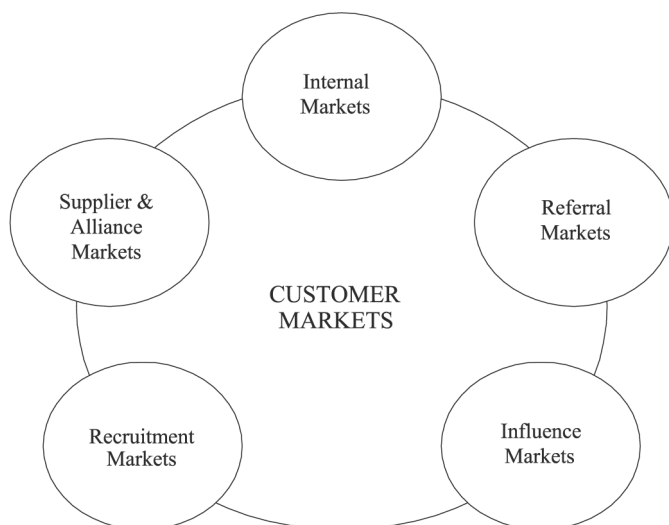 Internal
Markets
Supplier &
Alliance
Markets
Referral
Markets
CUSTOMER
MARKETS
Recruitment
Markets
Influence
Markets